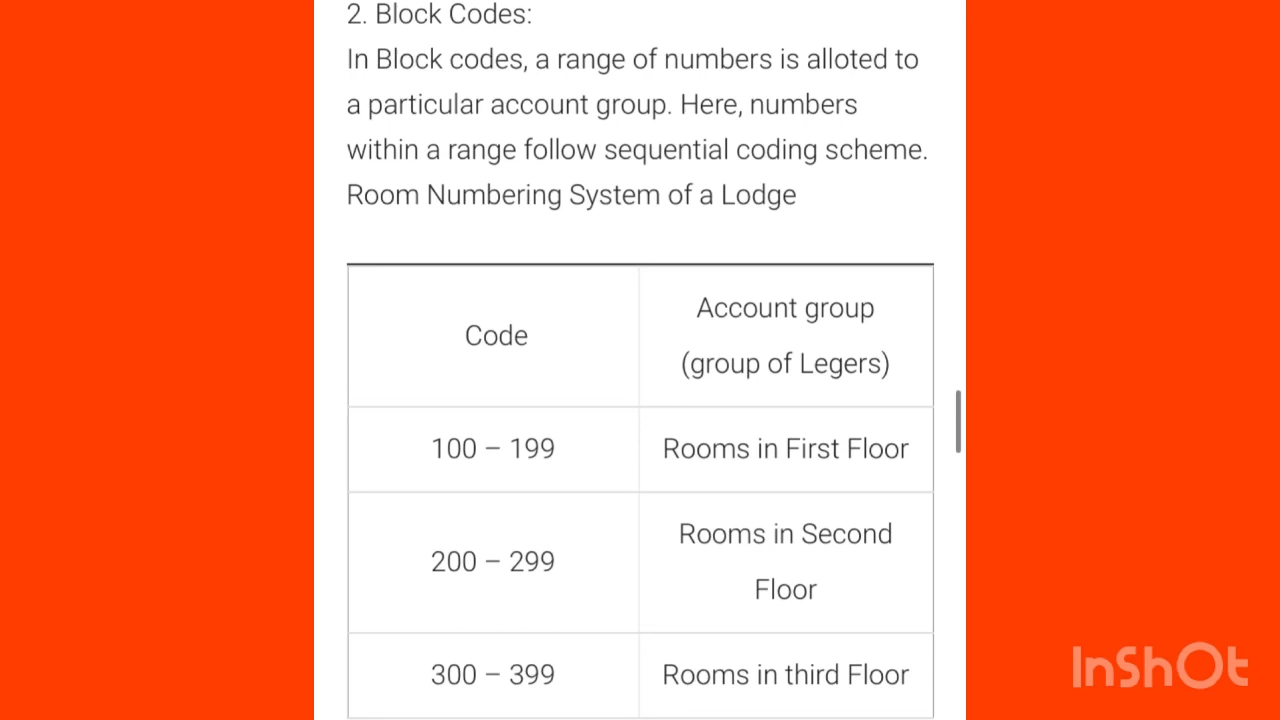 2. Block Codes:
In Block codes, a range of numbers is alloted to
a particular account group. Here, numbers
within a range follow sequential coding scheme.
Room Numbering System of a Lodge
Code
Account group
(group of Legers)
100 – 199
Rooms in First Floor
200 – 299
Rooms in Second
Floor
300 – 399
Rooms in third Floor
InShOt